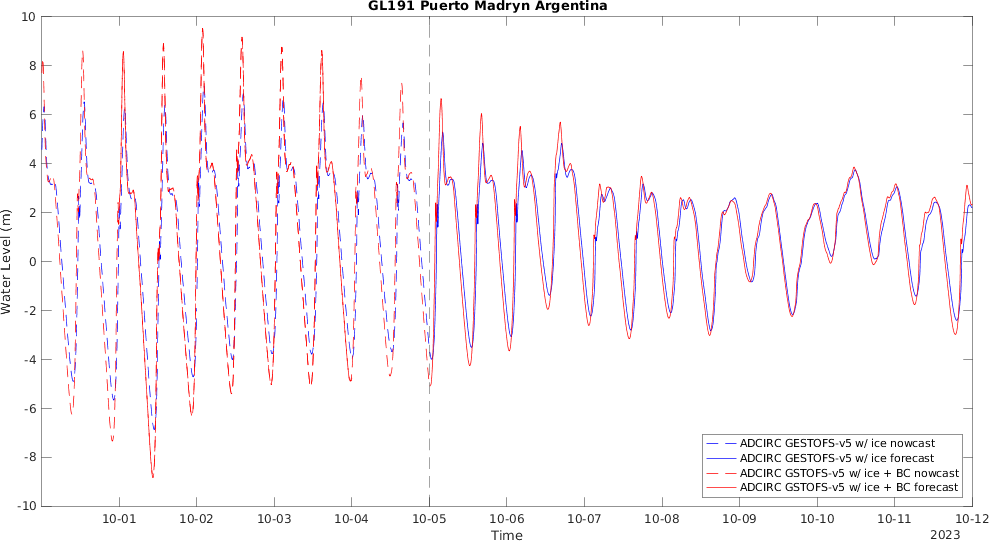 GL191 Puerto Madryn Argentina
Water Level (m)
10
8
6
4
2
0
-2
-4
-6
-8
-10
ADCIRC GESTOFS-v5 w/ ice nowcast
ADCIRC GESTOFS-v5 w/ ice forecast
ADCIRC GSTOFS-v5 w/ ice + BC nowcast
ADCIRC GSTOFS-v5 w/ ice + BC forecast
10-01 10-02 10-03 10-04 10-05 10-06 10-07 10-08 10-09 10-10 10-11 10-12
Time
2023